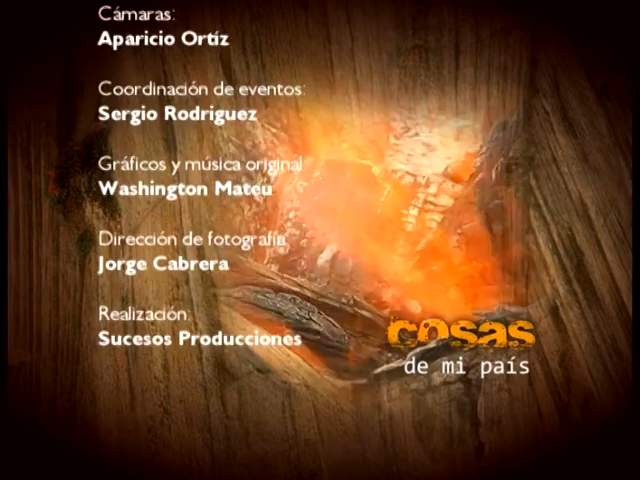 Cámaras:
Aparicio Ortíz
Coordinación de eventos:
Sergio Rodriguez
Gráficos y música original
Washington Mateu
Dirección de fotografía
Jorge Cabrera
Realización
Sucesos Producciones
cosas
de mi país